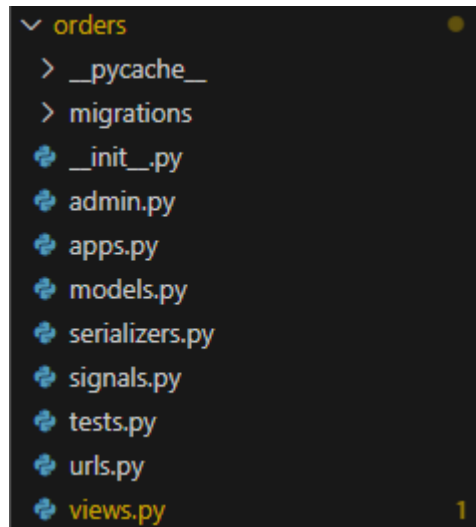 orders
__pycache__
migrations
__init__.py
admin.py
apps.py
models.py
serializers.py
signals.py
tests.py
urls.py
views.py 1